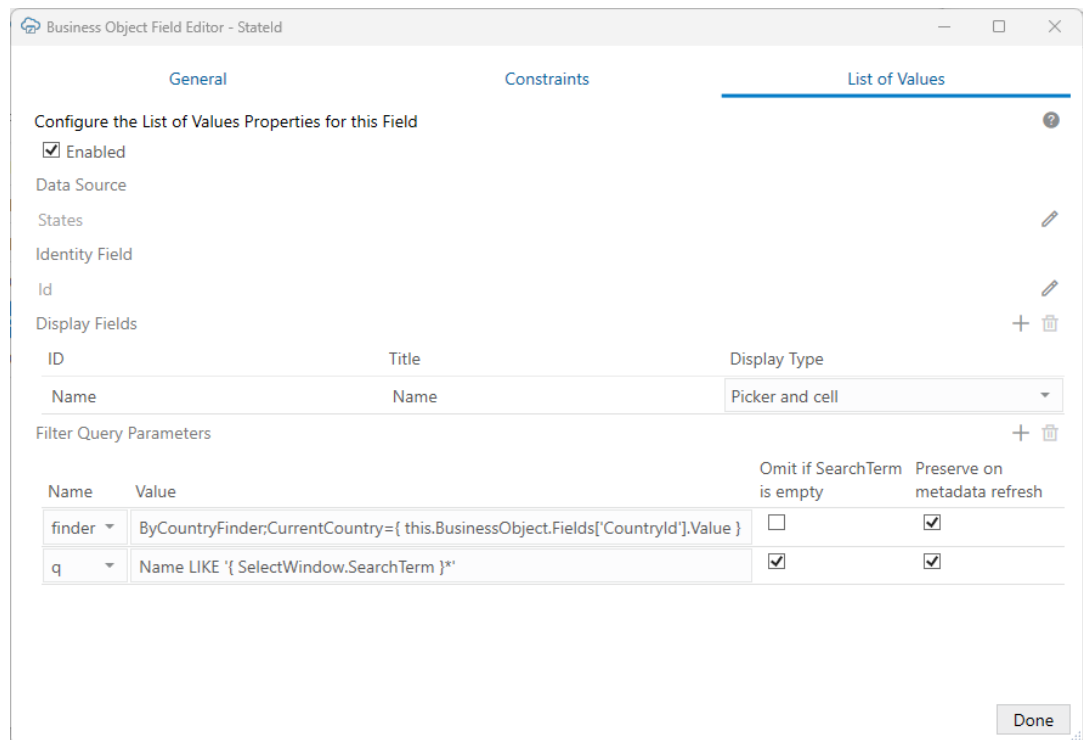 Business Object Field Editor - StateId
General Constraints List of Values
Configure the List of Values Properties for this Field
Enabled
Data Source
States
Identity Field
Id
Display Fields
ID Title Display Type
Name Name Picker and cell
Filter Query Parameters
Name Value Omit if SearchTerm is empty Preserve on metadata refresh
finder ByCountryFinder;CurrentCountry={ this.BusinessObject.Fields['CountryId'].Value }
q Name LIKE '{ SelectWindow.SearchTerm }*'
Done